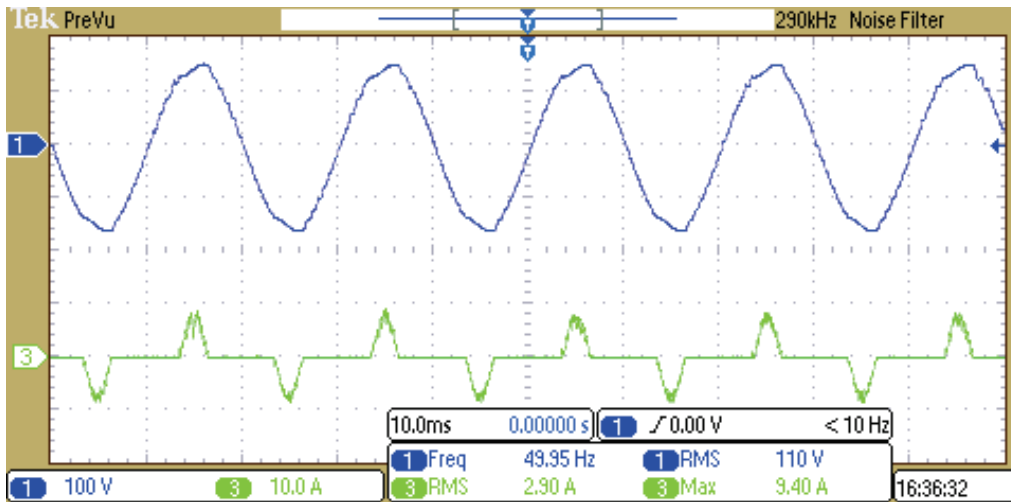 Tek PreVu 290kHz Noise Filter
1
3
10.0ms 0.00000 s 1 ∫ 0.00 V < 10 Hz
1 Freq 49.95 Hz 1 RMS 110 V
3 RMS 2.90 A 3 Max 9.40 A
1 100 V 3 10.0 A 16:36:32